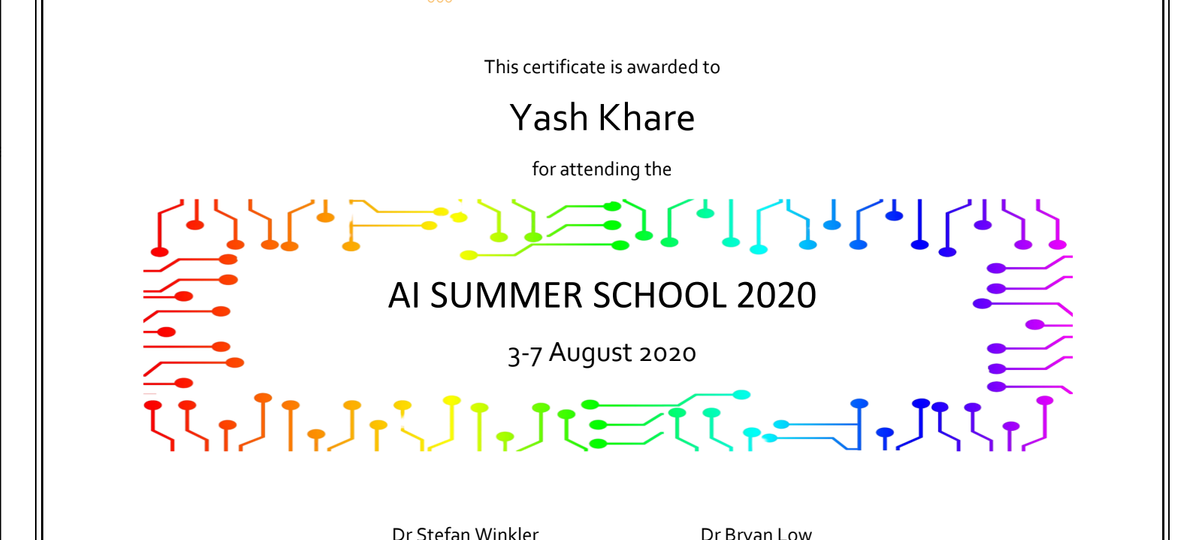 This certificate is awarded to
Yash Khare
for attending the
AI SUMMER SCHOOL 2020
3-7 August 2020
Dr Stefan Winkler Dr Bryan Low